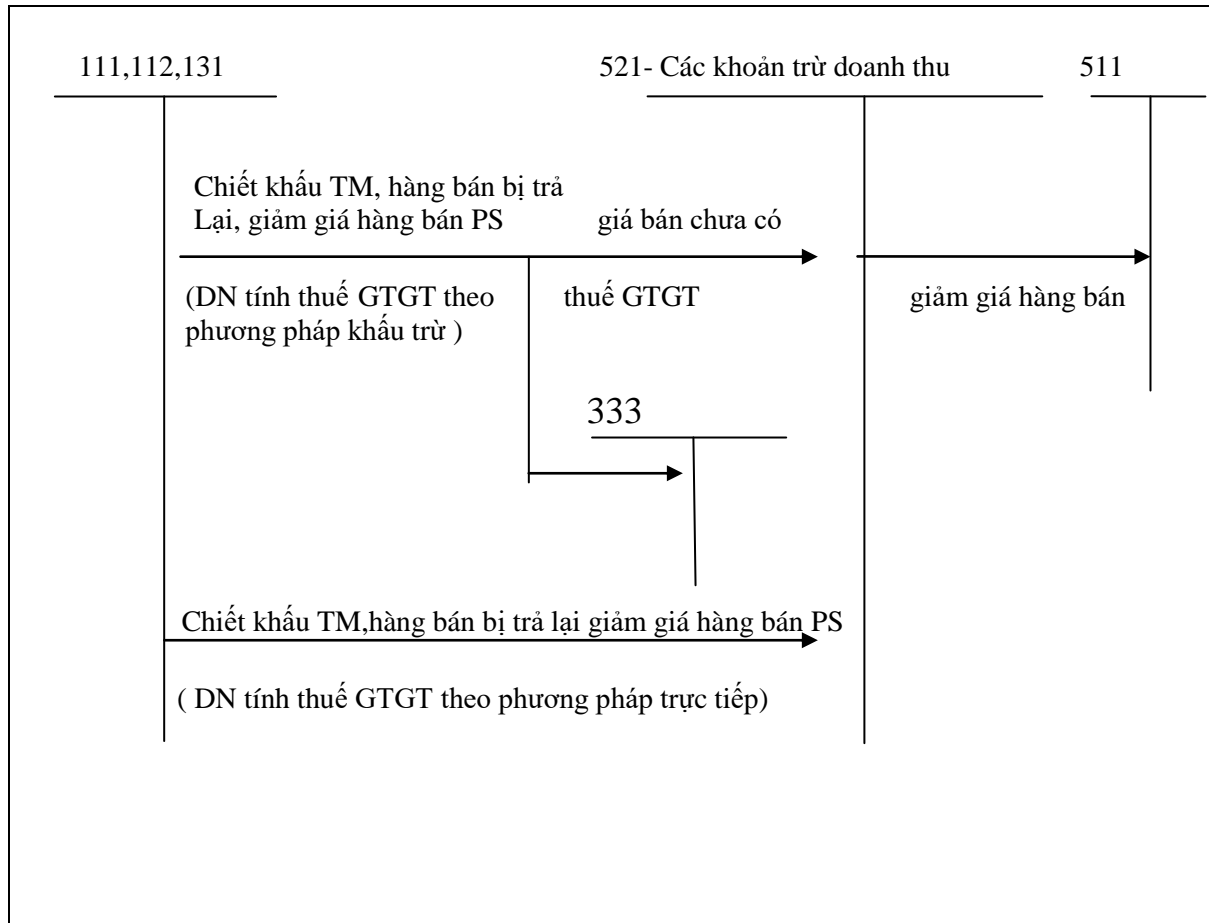 111,112,131
521- Các khoản trừ doanh thu
511
Chiết khấu TM, hàng bán bị trả
Lại, giảm giá hàng bán PS
giá bán chưa có
(DN tính thuế GTGT theo
phương pháp khấu trừ )
thuế GTGT
giảm giá hàng bán
333
Chiết khấu TM,hàng bán bị trả lại giảm giá hàng bán PS
( DN tính thuế GTGT theo phương pháp trực tiếp)